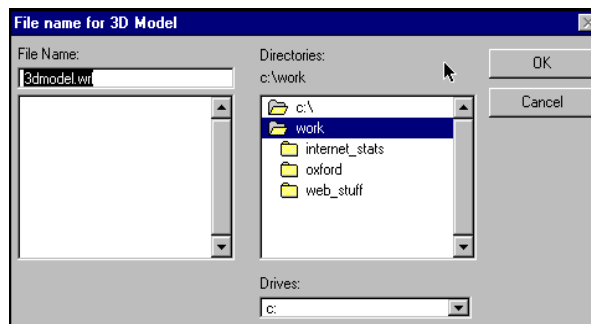 File name for 3D Model
File Name:
3dmodel.wrl
Directories:
c:\work
c:\
work
internet_stats
oxford
web_stuff
Drives:
c:
OK
Cancel